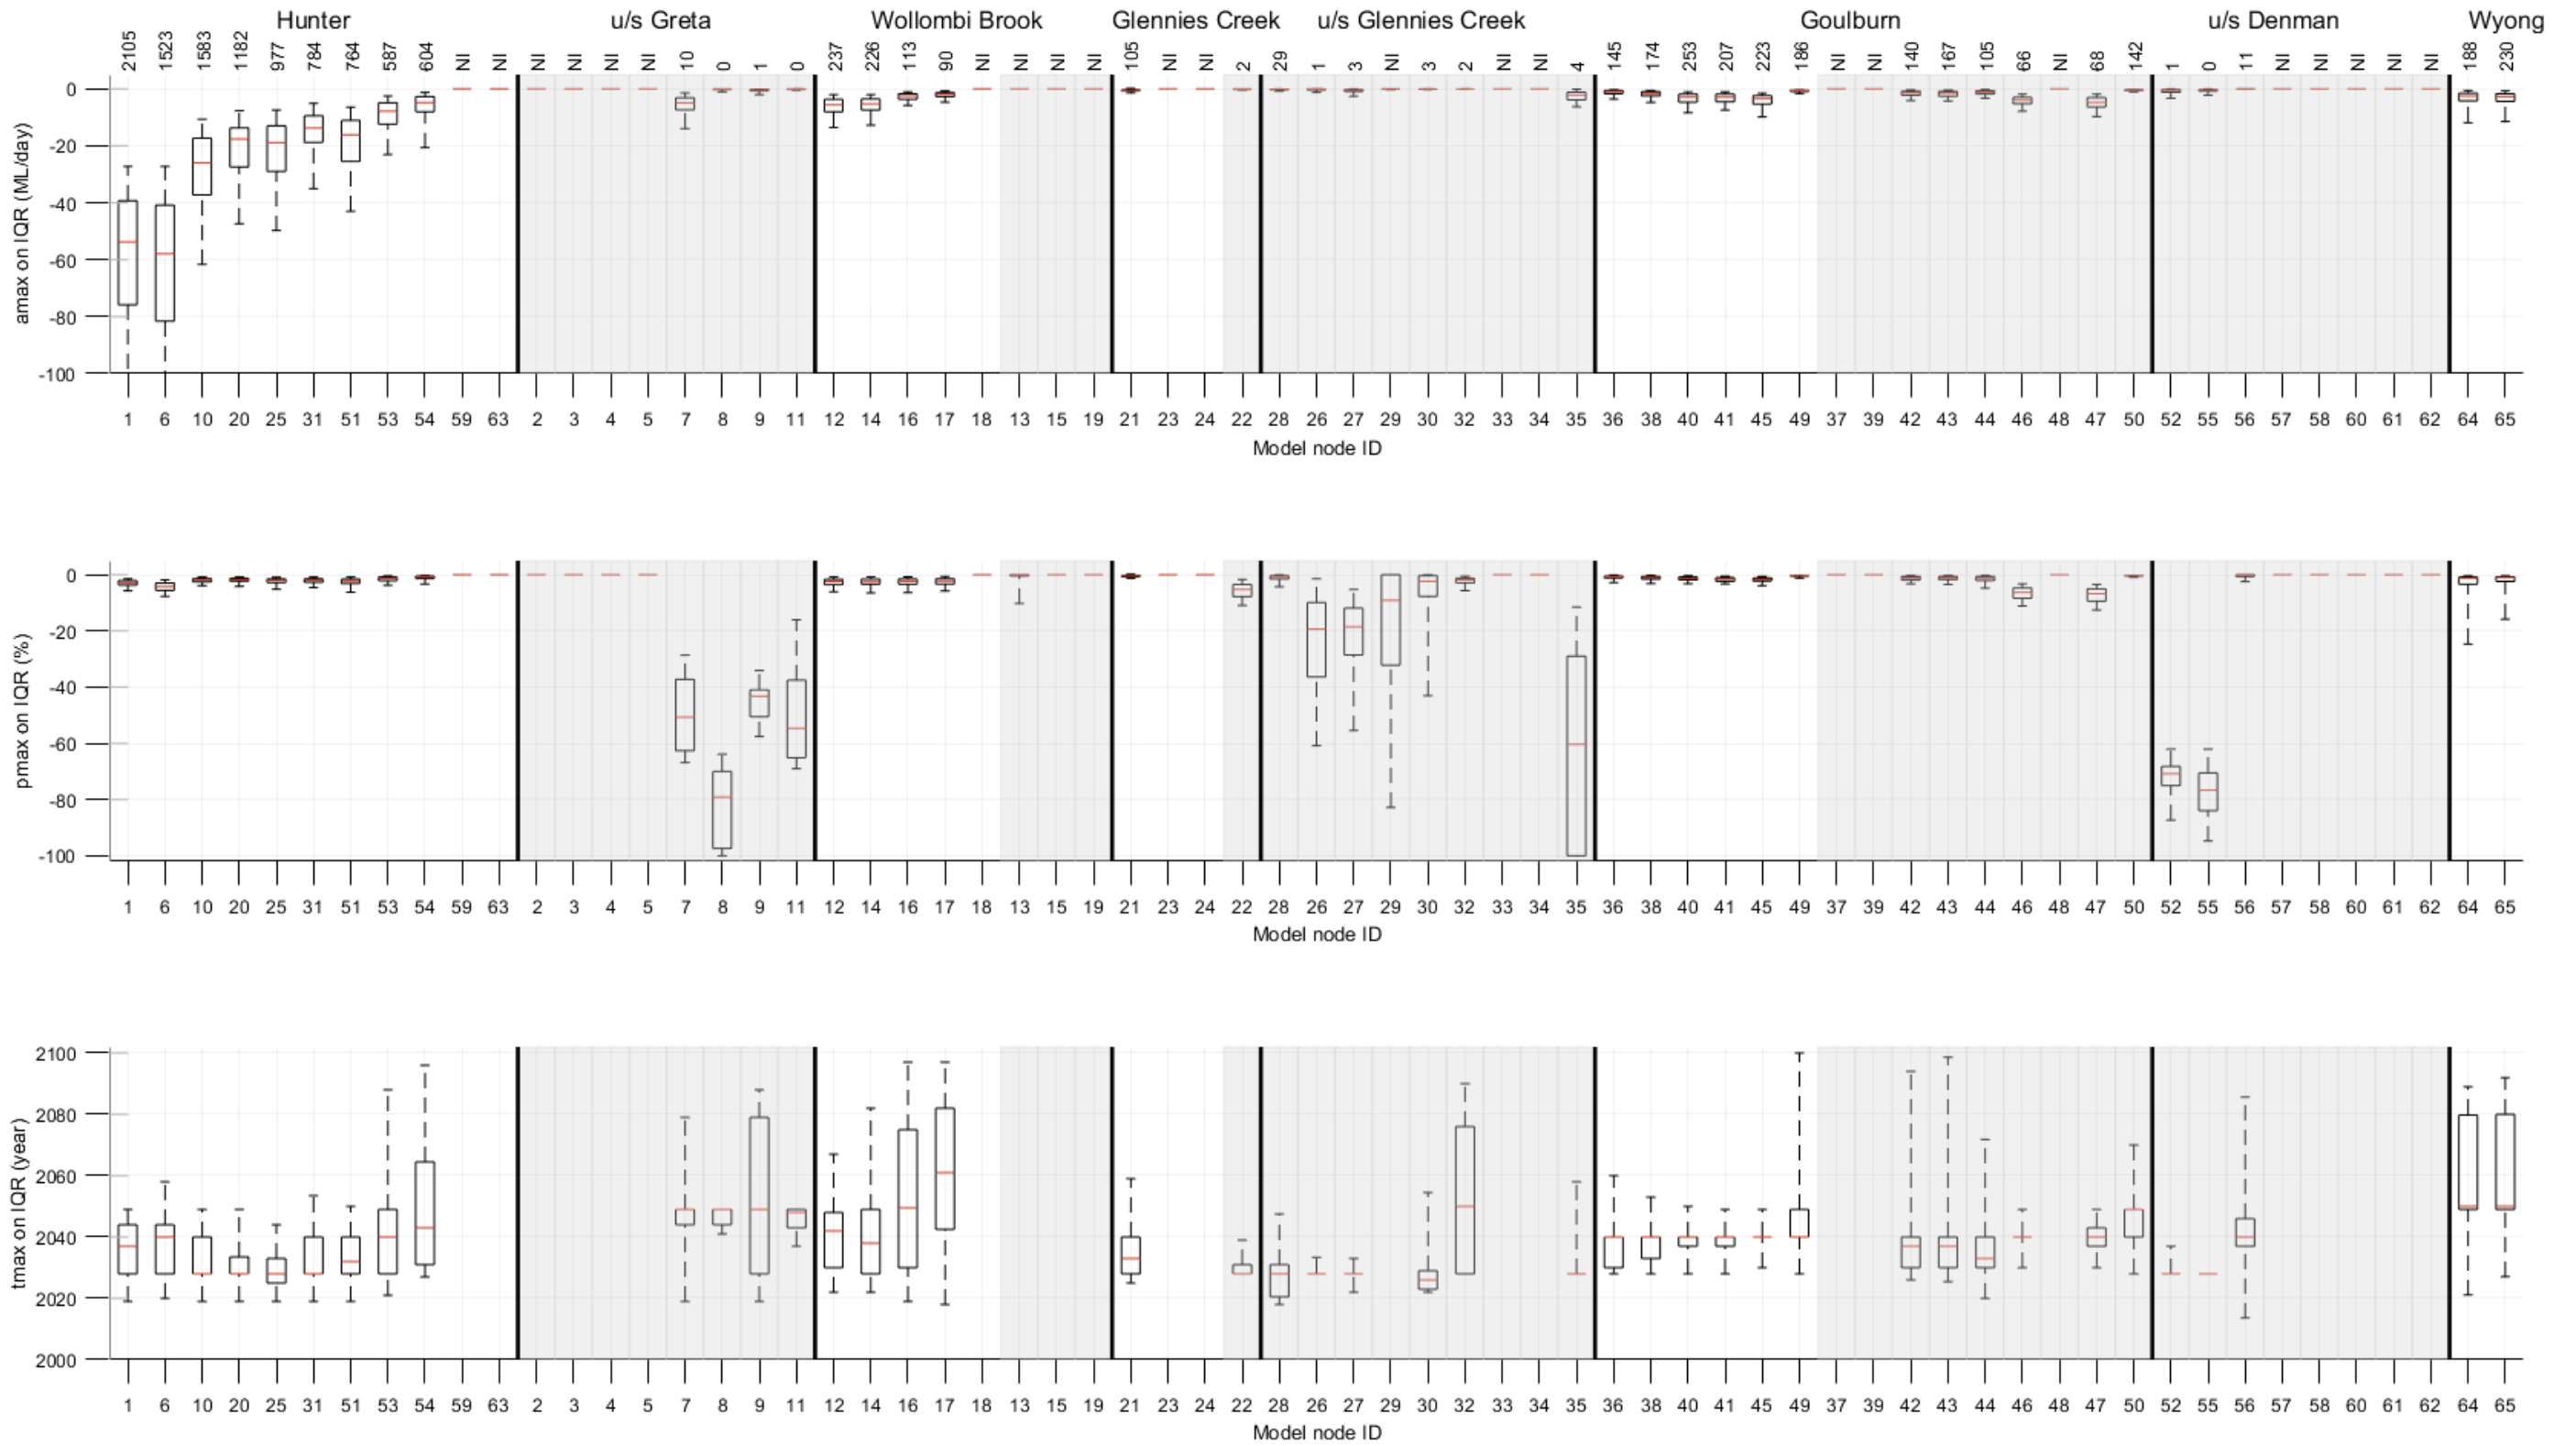 Hunter u/s Greta Wollombi Brook Glennies Creek u/s Glennies Creek Goulburn u/s Denman Wyong
2105 1523 1583 1182 977 784 764 587 604 NI NI NI NI NI NI 10 0 1 0 237 226 113 90 NI NI NI NI 105 NI NI 2 29 1 3 NI 3 2 NI NI 4 145 174 253 207 223 186 NI NI 140 167 105 66 NI 68 142 1 0 11 NI NI NI NI NI 188 230
amax on IQR (ML/day)
0
-20
-40
-60
-80
-100
1 6 10 20 25 31 51 53 54 59 63 2 3 4 5 7 8 9 11 12 14 16 17 18 13 15 19 21 23 24 22 28 26 27 29 30 32 33 34 35 36 38 40 41 45 49 37 39 42 43 44 46 48 47 50 52 55 56 57 58 60 61 62 64 65
Model node ID
pmax on IQR (%)
0
-20
-40
-60
-80
-100
1 6 10 20 25 31 51 53 54 59 63 2 3 4 5 7 8 9 11 12 14 16 17 18 13 15 19 21 23 24 22 28 26 27 29 30 32 33 34 35 36 38 40 41 45 49 37 39 42 43 44 46 48 47 50 52 55 56 57 58 60 61 62 64 65
Model node ID
tmax on IQR (year)
2100
2080
2060
2040
2020
2000
1 6 10 20 25 31 51 53 54 59 63 2 3 4 5 7 8 9 11 12 14 16 17 18 13 15 19 21 23 24 22 28 26 27 29 30 32 33 34 35 36 38 40 41 45 49 37 39 42 43 44 46 48 47 50 52 55 56 57 58 60 61 62 64 65
Model node ID